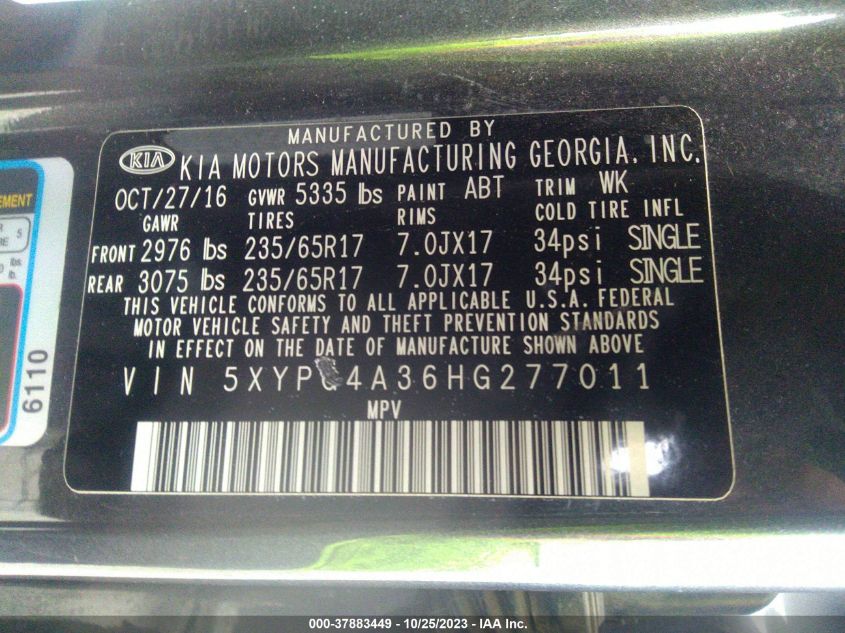 MANUFACTURED BY
KIA KIA MOTORS MANUFACTURING GEORGIA, INC.
OCT/27/16 GVWR 5335 lbs PAINT ABT TRIM WK
GAWR TIRES RIMS COLD TIRE INFL
FRONT 2976 lbs 235/65R17 7.0JX17 34psi SINGLE
REAR 3075 lbs 235/65R17 7.0JX17 34psi SINGLE
THIS VEHICLE CONFORMS TO ALL APPLICABLE U.S.A. FEDERAL
MOTOR VEHICLE SAFETY AND THEFT PREVENTION STANDARDS
IN EFFECT ON THE DATE OF MANUFACTURE SHOWN ABOVE
VIN 5XYPG4A36HG277011
MPV
6110
000-37883449 - 10/25/2023 - IAA Inc.